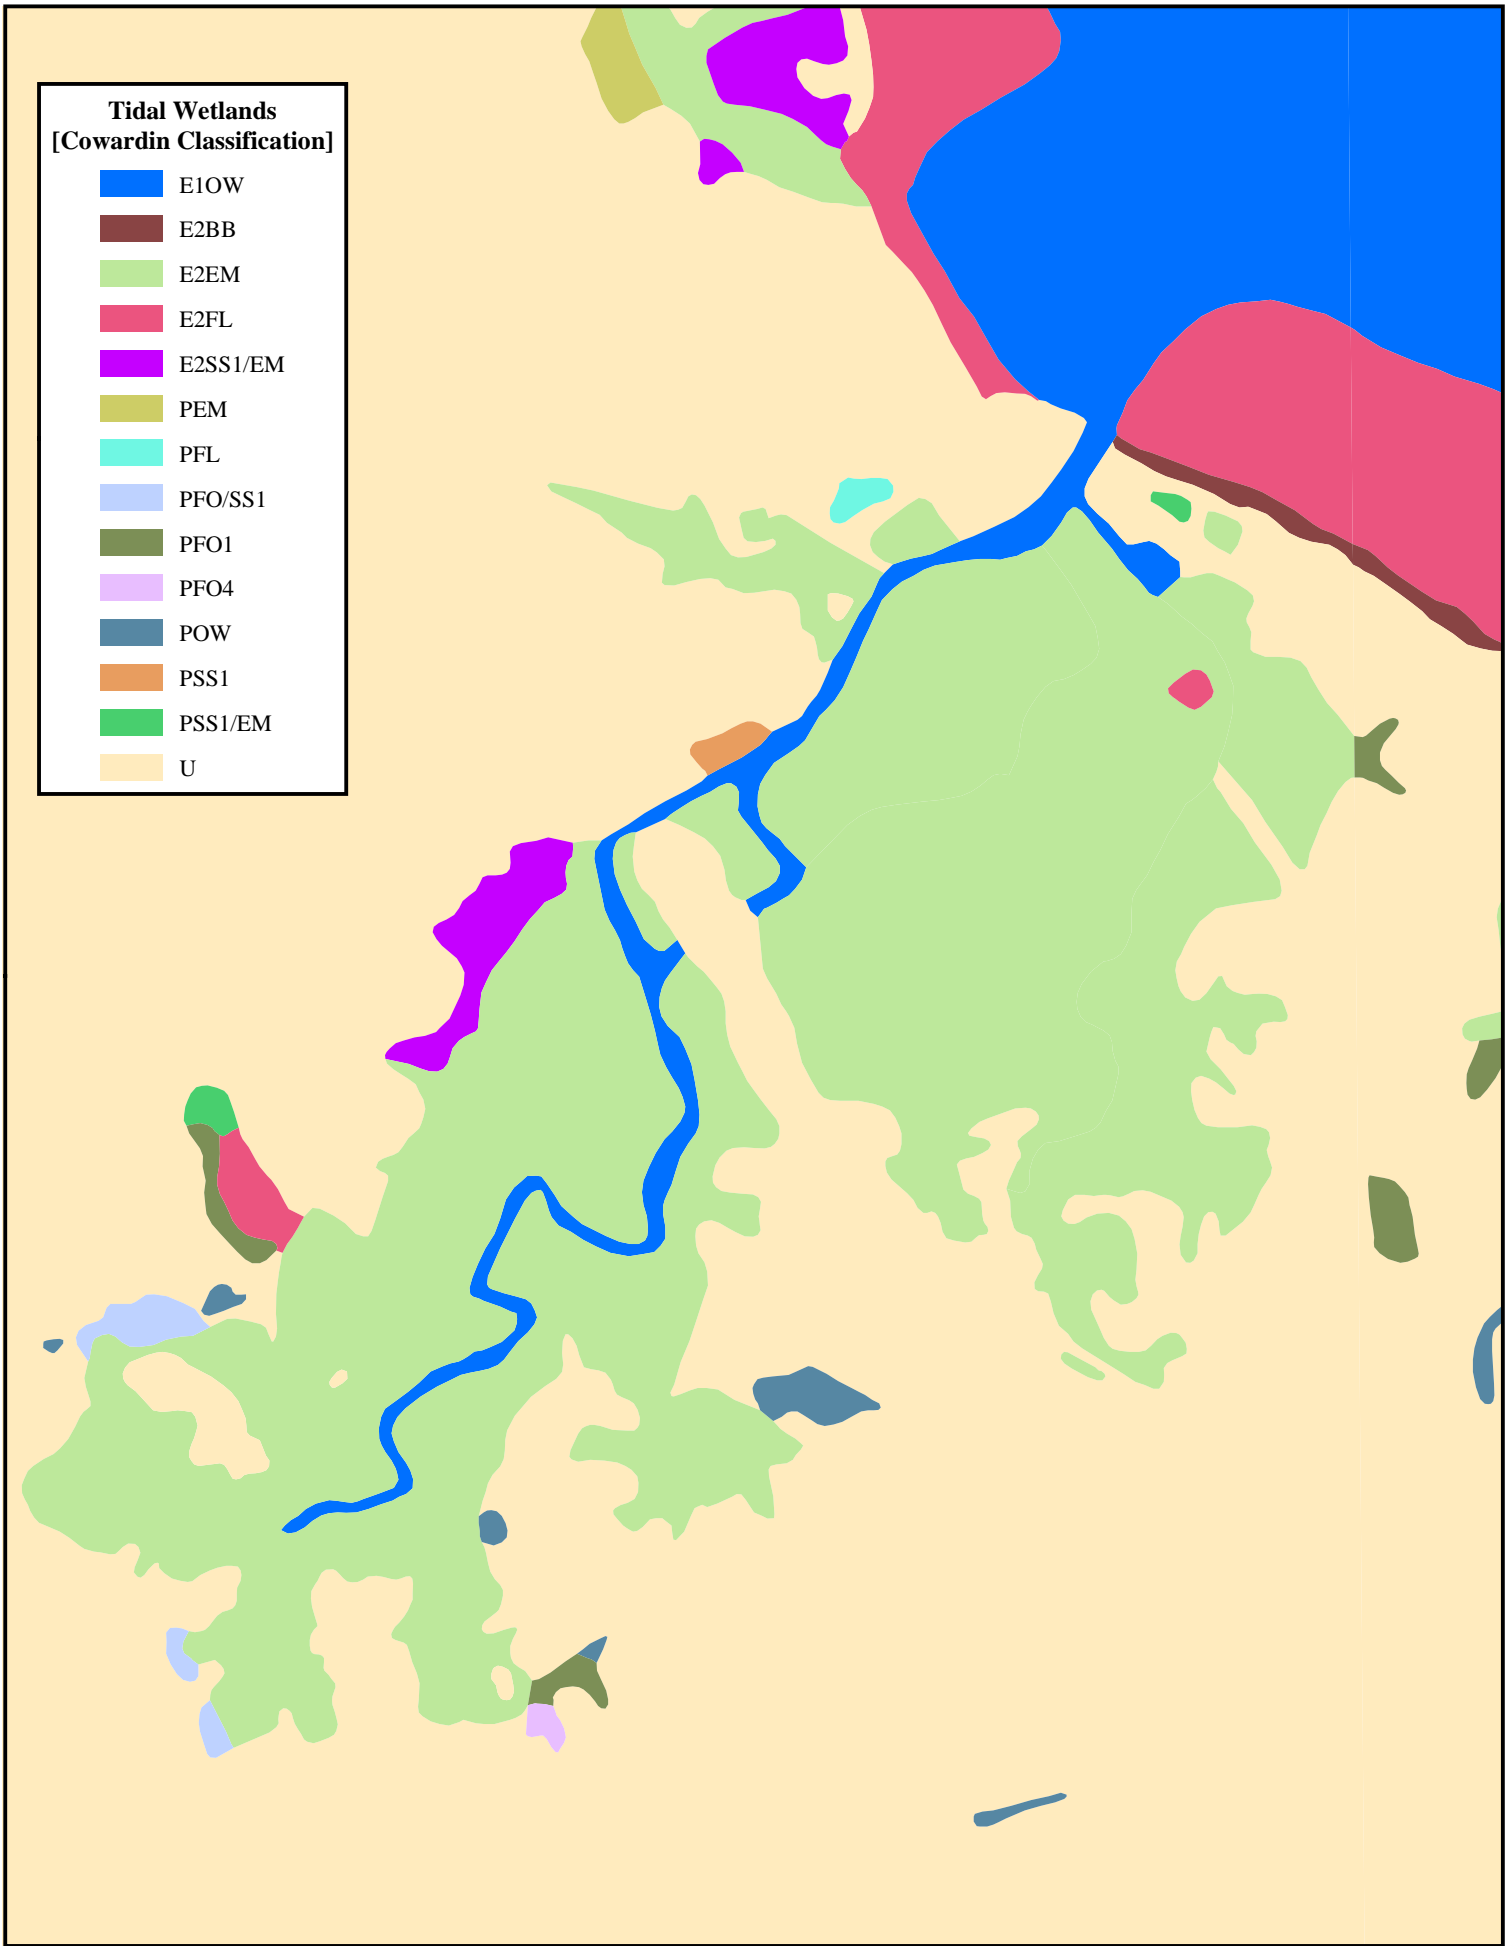 Tidal Wetlands
[Cowardin Classification]
E1OW
E2BB
E2EM
E2FL
E2SS1/EM
PEM
PFL
PFO/SS1
PFO1
PFO4
POW
PSS1
PSS1/EM
U